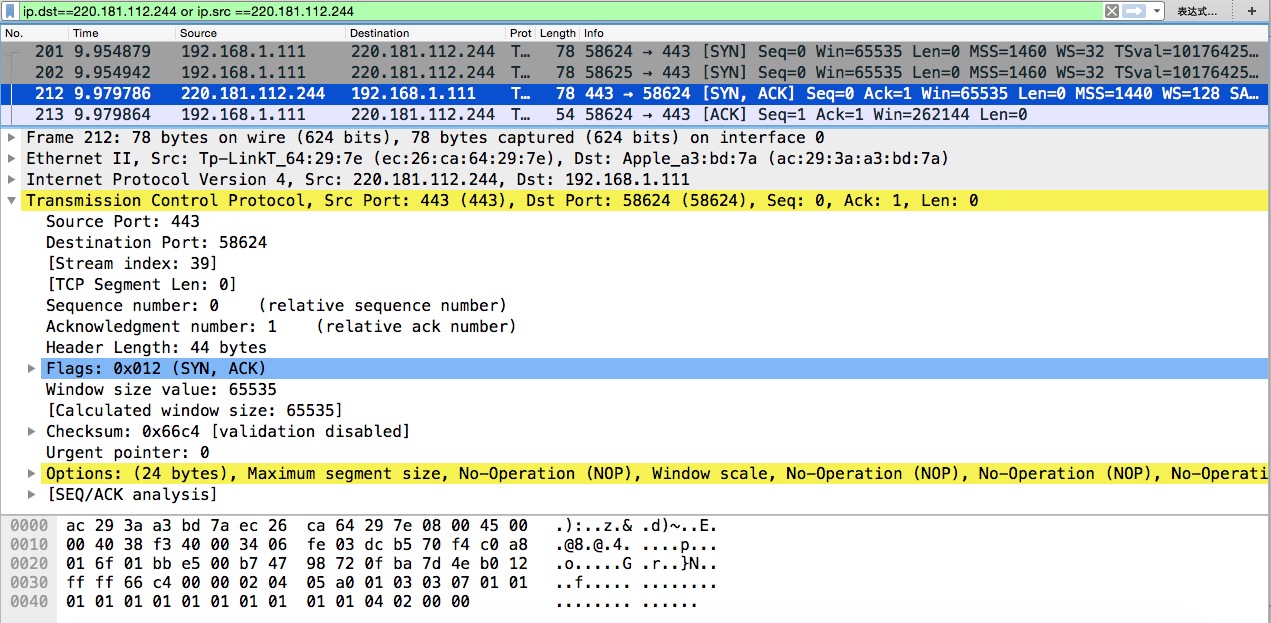 ip.dst==220.181.112.244 or ip.src ==220.181.112.244 表达式… +
No. Time Source Destination Prot Length Info
201 9.954879 192.168.1.111 220.181.112.244 T… 78 58624 → 443 [SYN] Seq=0 Win=65535 Len=0 MSS=1460 WS=32 TSval=10176425…
202 9.954942 192.168.1.111 220.181.112.244 T… 78 58625 → 443 [SYN] Seq=0 Win=65535 Len=0 MSS=1460 WS=32 TSval=10176425…
212 9.979786 220.181.112.244 192.168.1.111 T… 78 443 → 58624 [SYN, ACK] Seq=0 Ack=1 Win=65535 Len=0 MSS=1440 WS=128 SA…
213 9.979864 192.168.1.111 220.181.112.244 T… 54 58624 → 443 [ACK] Seq=1 Ack=1 Win=262144 Len=0
Frame 212: 78 bytes on wire (624 bits), 78 bytes captured (624 bits) on interface 0
Ethernet II, Src: Tp-LinkT_64:29:7e (ec:26:ca:64:29:7e), Dst: Apple_a3:bd:7a (ac:29:3a:a3:bd:7a)
Internet Protocol Version 4, Src: 220.181.112.244, Dst: 192.168.1.111
Transmission Control Protocol, Src Port: 443 (443), Dst Port: 58624 (58624), Seq: 0, Ack: 1, Len: 0
Source Port: 443
Destination Port: 58624
[Stream index: 39]
[TCP Segment Len: 0]
Sequence number: 0    (relative sequence number)
Acknowledgment number: 1    (relative ack number)
Header Length: 44 bytes
Flags: 0x012 (SYN, ACK)
Window size value: 65535
[Calculated window size: 65535]
Checksum: 0x66c4 [validation disabled]
Urgent pointer: 0
Options: (24 bytes), Maximum segment size, No-Operation (NOP), Window scale, No-Operation (NOP), No-Operation (NOP), No-Operati
[SEQ/ACK analysis]
0000 ac 29 3a a3 bd 7a ec 26 ca 64 29 7e 08 00 45 00 .):..z.& .d)~..E.
0010 00 40 38 f3 40 00 34 06 fe 03 dc b5 70 f4 c0 a8 .@8.@.4. ....p...
0020 01 6f 01 bb e5 00 b7 47 98 72 0f ba 7d 4e b0 12 .o.....G .r..}N..
0030 ff ff 66 c4 00 00 02 04 05 a0 01 03 03 07 01 01 ..f..... ........
0040 01 01 01 01 01 01 01 01 01 01 04 02 00 00 ........ ......